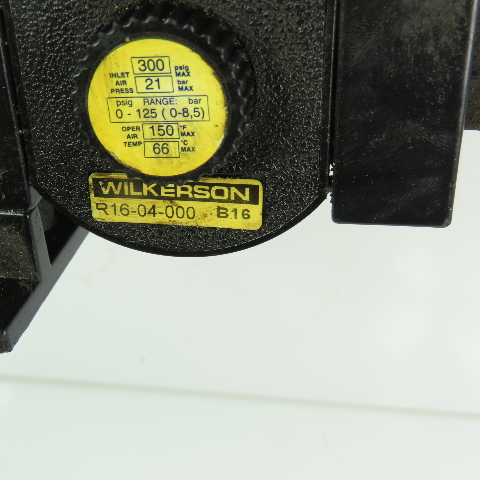 300 psig MAX
INLET AIR PRESS
21 bar MAX
psig RANGE: bar
0 - 125 ( 0-8,5)
OPER AIR TEMP
150 °F MAX
66 °C MAX
WILKERSON
R16-04-000 B16